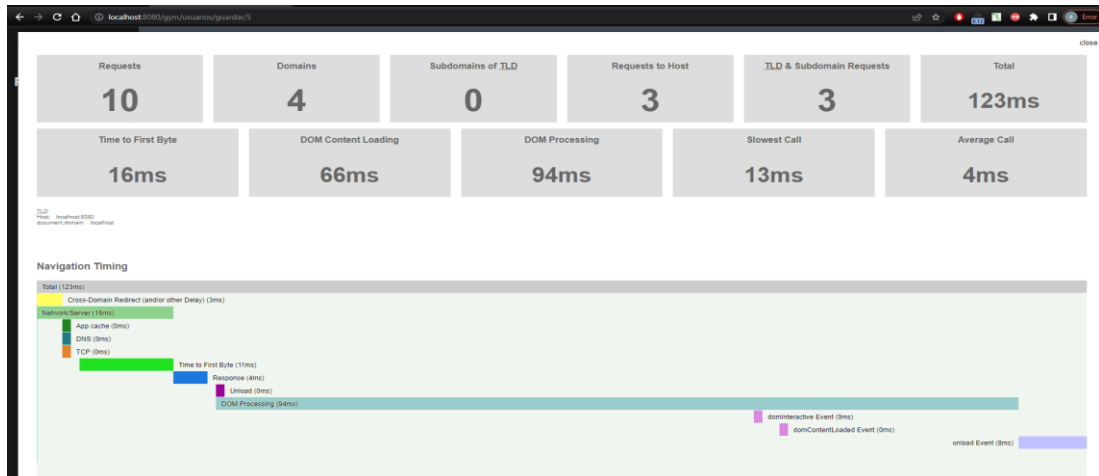 localhost:8080/gym/usuarios/guardar/5
Error
close
Requests
Domains
Subdomains of TLD
Requests to Host
TLD & Subdomain Requests
Total
10
4
0
3
3
123ms
Time to First Byte
DOM Content Loading
DOM Processing
Slowest Call
Average Call
16ms
66ms
94ms
13ms
4ms
TLD
Host: localhost:8080
document.domain: localhost
Navigation Timing
Total (123ms)
Cross-Domain Redirect (and/or other Delay) (3ms)
Network/Server (16ms)
App cache (0ms)
DNS (0ms)
TCP (0ms)
Time to First Byte (11ms)
Response (4ms)
Unload (0ms)
DOM Processing (94ms)
domInteractive Event (0ms)
domContentLoaded Event (0ms)
onload Event (8ms)